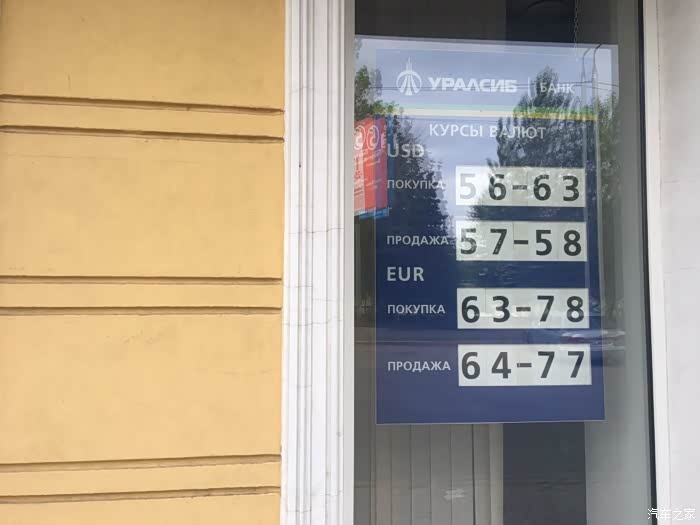 УРАЛСИБ | БАНК
КУРСЫ ВАЛЮТ
USD
ПОКУПКА 56-63
ПРОДАЖА 57-58
EUR
ПОКУПКА 63-78
ПРОДАЖА 64-77
汽车之家